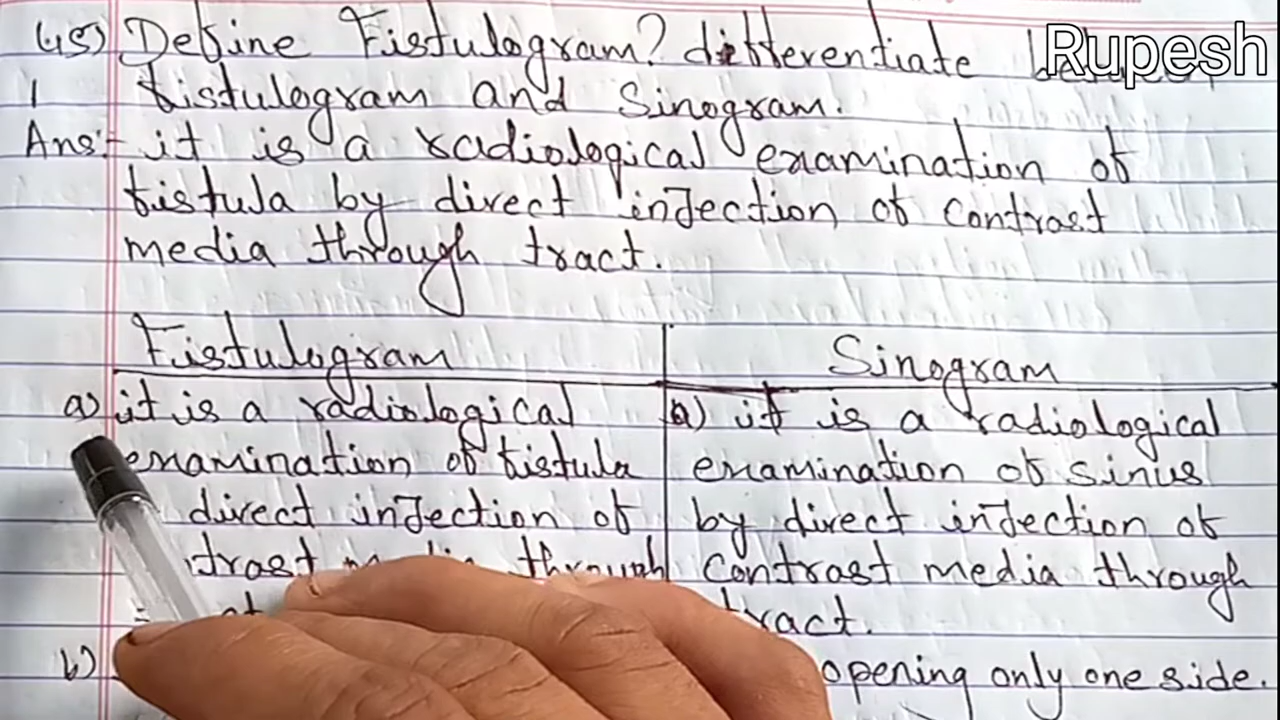 45) Define Fistulogram? differentiate
Rupesh
1 fistulogram and Sinogram.
Ans:- it is a radiological examination of
fistula by direct injection of contrast
media through tract.
Fistulogram Sinogram
a) it is a radiological a) it is a radiological
examination of fistula examination of sinus
direct injection of by direct injection of
trast through contrast media through
tract.
b) opening only one side.